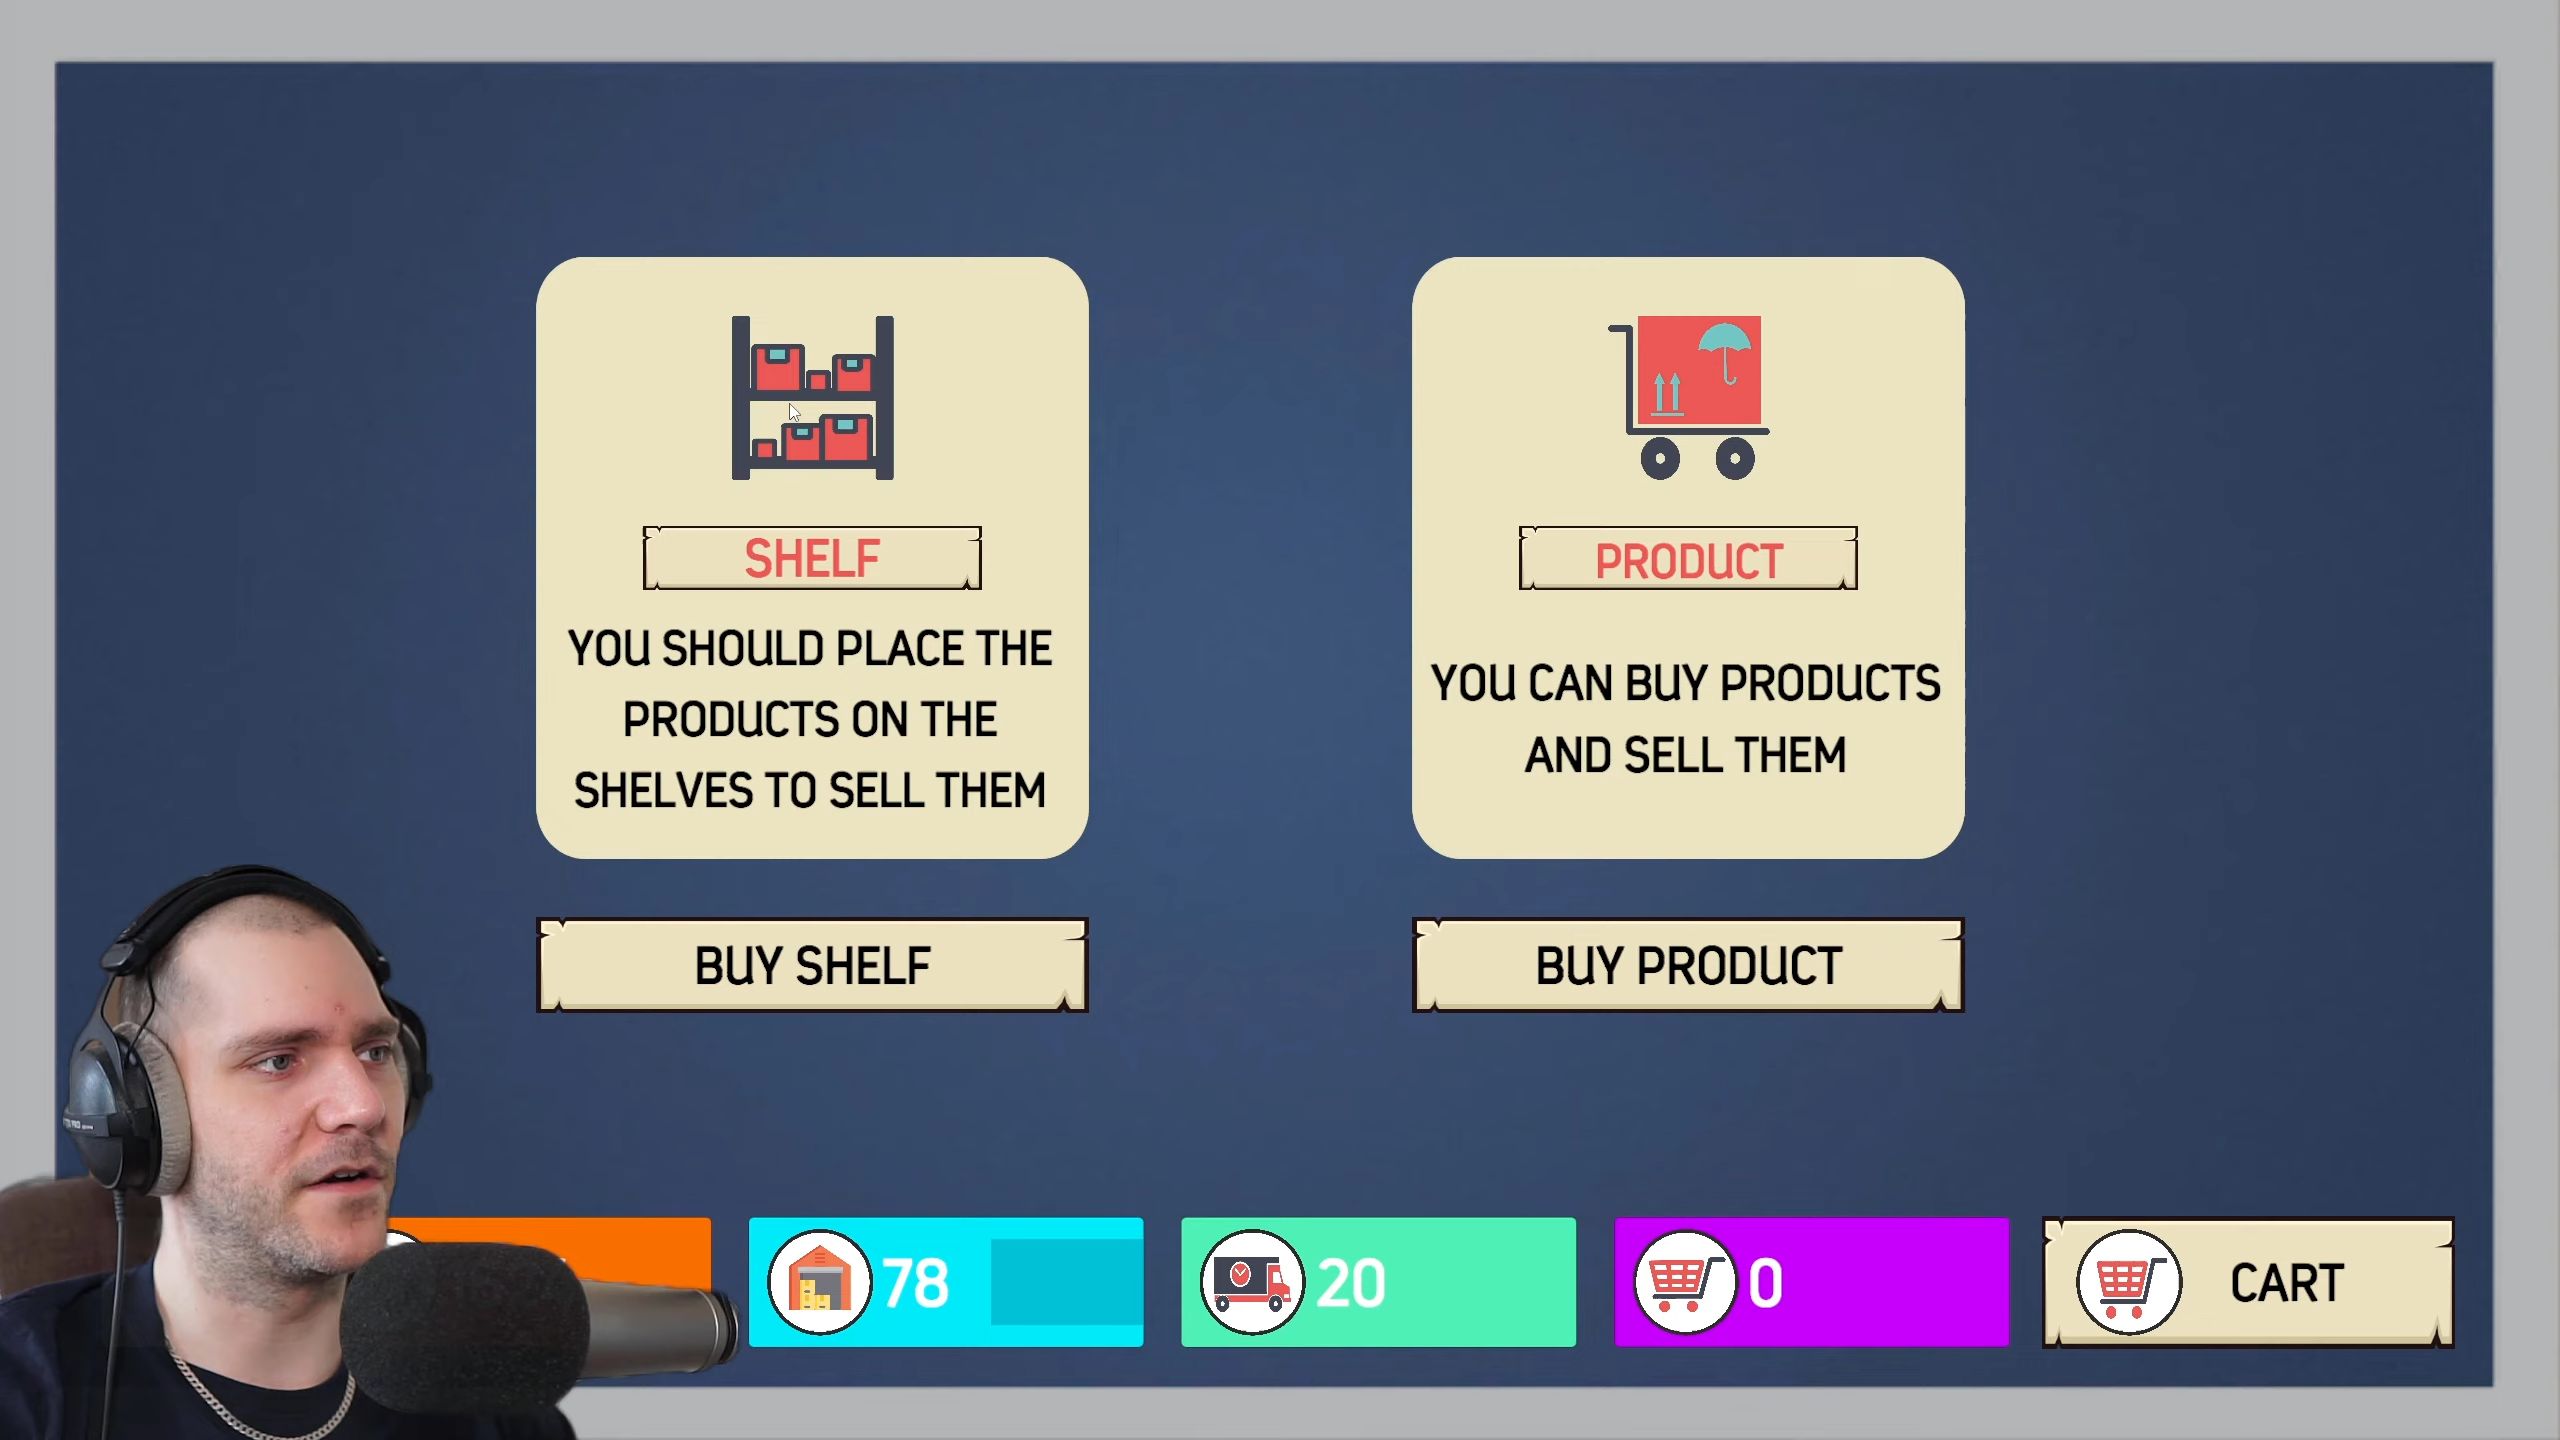 SHELF
YOU SHOULD PLACE THE
PRODUCTS ON THE
SHELVES TO SELL THEM
BUY SHELF
PRODUCT
YOU CAN BUY PRODUCTS
AND SELL THEM
BUY PRODUCT
78
20
0
CART